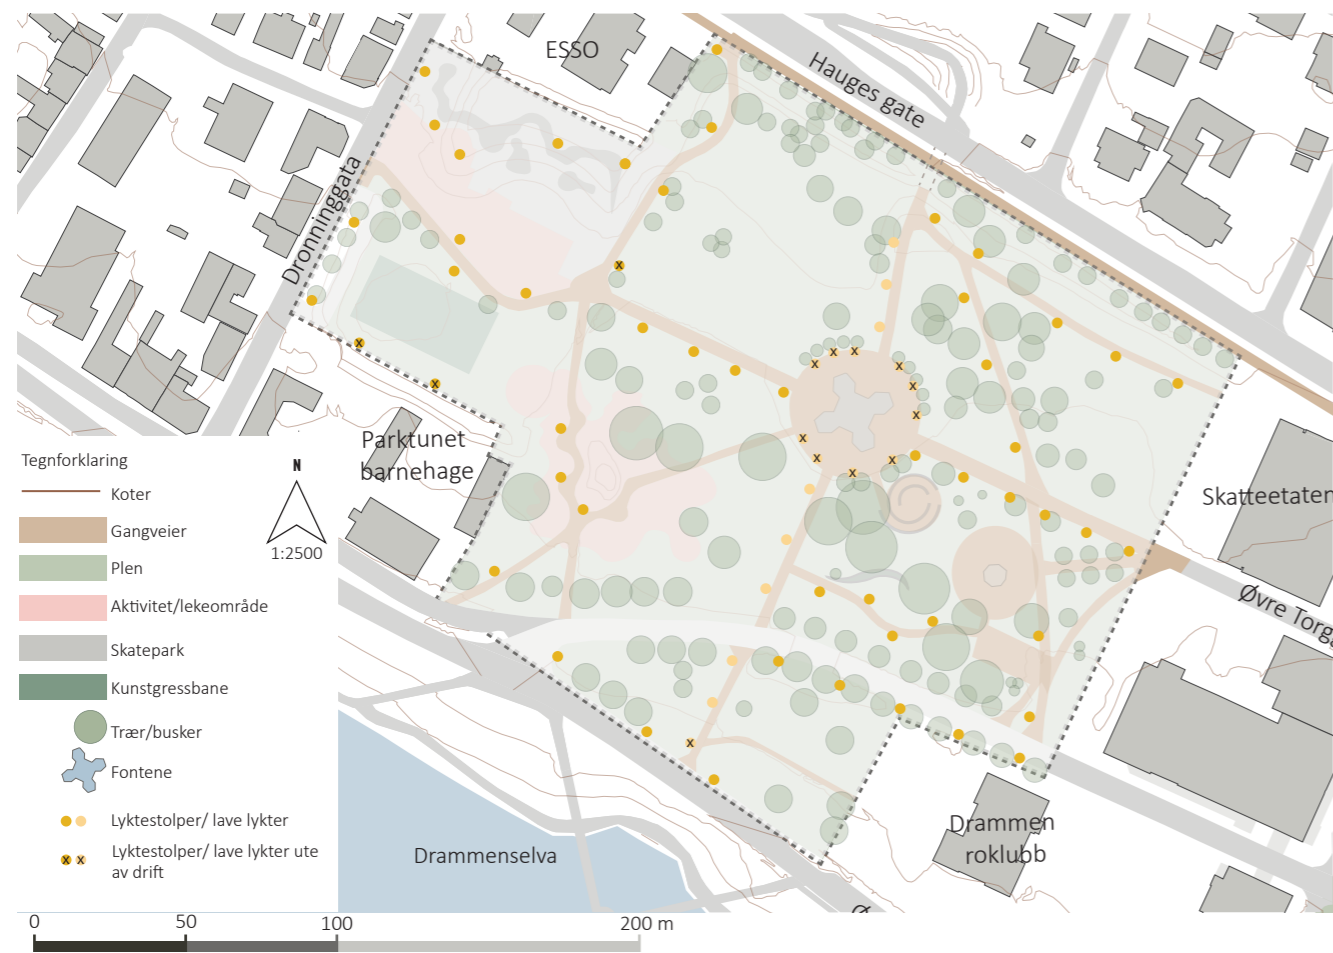 ESSO
Hauges gate
Dronninggata
Parktunet
barnehage
Skatteetaten
Øvre Torg
Drammen
roklubb
Drammenselva
Ø
Tegnforklaring
Koter
Gangveier
Plen
Aktivitet/lekeområde
Skatepark
Kunstgressbane
Trær/busker
Fontene
Lyktestolper/ lave lykter
x x Lyktestolper/ lave lykter ute
av drift
N
1:2500
0 50 100 200 m